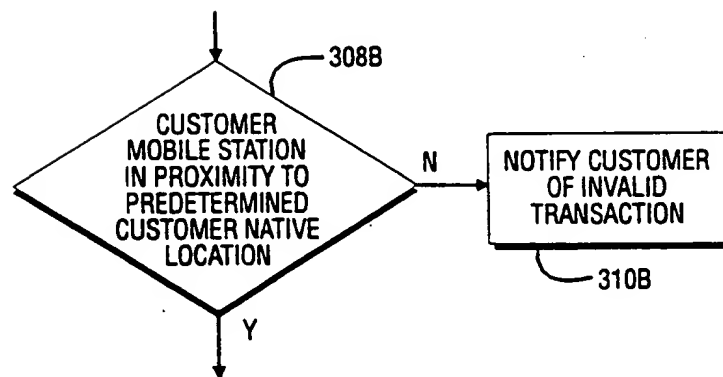 308B
CUSTOMER
MOBILE STATION
IN PROXIMITY TO
PREDETERMINED
CUSTOMER NATIVE
LOCATION
N
NOTIFY CUSTOMER
OF INVALID
TRANSACTION
310B
Y